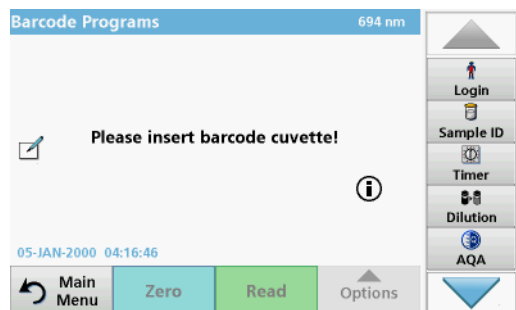 Barcode Programs 694 nm
Please insert barcode cuvette!
05-JAN-2000 04:16:46
Main
Menu
Zero
Read
Options
Login
Sample ID
Timer
Dilution
AQA